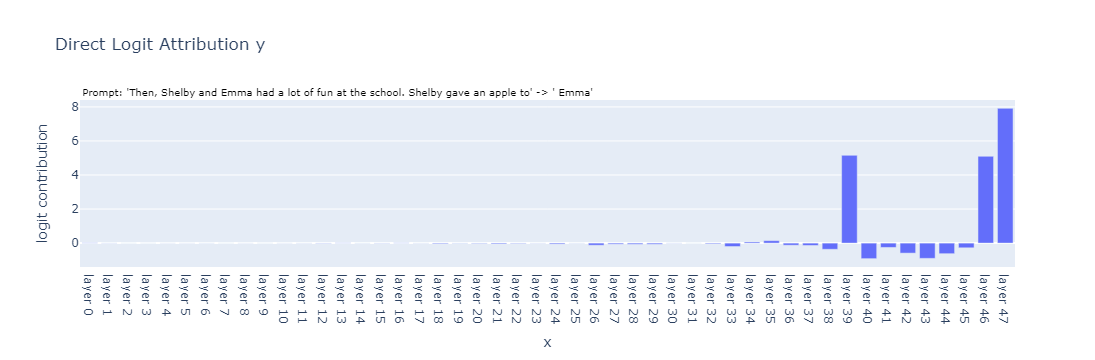 Direct Logit Attribution y
Prompt: 'Then, Shelby and Emma had a lot of fun at the school. Shelby gave an apple to' -> ' Emma'
logit contribution
8
6
4
2
0
layer 0
layer 1
layer 2
layer 3
layer 4
layer 5
layer 6
layer 7
layer 8
layer 9
layer 10
layer 11
layer 12
layer 13
layer 14
layer 15
layer 16
layer 17
layer 18
layer 19
layer 20
layer 21
layer 22
layer 23
layer 24
layer 25
layer 26
layer 27
layer 28
layer 29
layer 30
layer 31
layer 32
layer 33
layer 34
layer 35
layer 36
layer 37
layer 38
layer 39
layer 40
layer 41
layer 42
layer 43
layer 44
layer 45
layer 46
layer 47
x